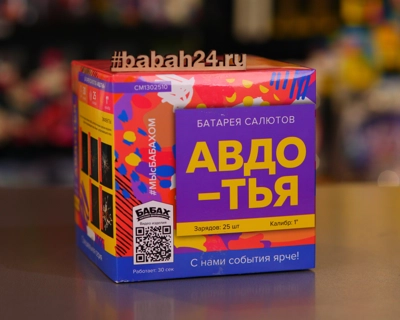 #babah24.ru
СМ1302510
#МЫсБАБАХОМ
БАТАРЕЯ САЛЮТОВ
АВДО
-ТЬЯ
Зарядов: 25 шт
Калибр: 1"
БАБАХ
Работает: 30 сек
С нами события ярче!